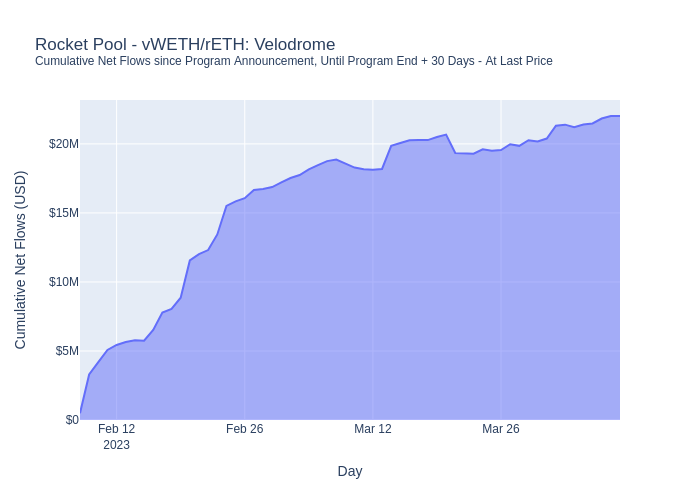 Rocket Pool - vWETH/rETH: Velodrome
Cumulative Net Flows since Program Announcement, Until Program End + 30 Days - At Last Price
Cumulative Net Flows (USD)
$20M
$15M
$10M
$5M
$0
Feb 12
2023
Feb 26
Mar 12
Mar 26
Day